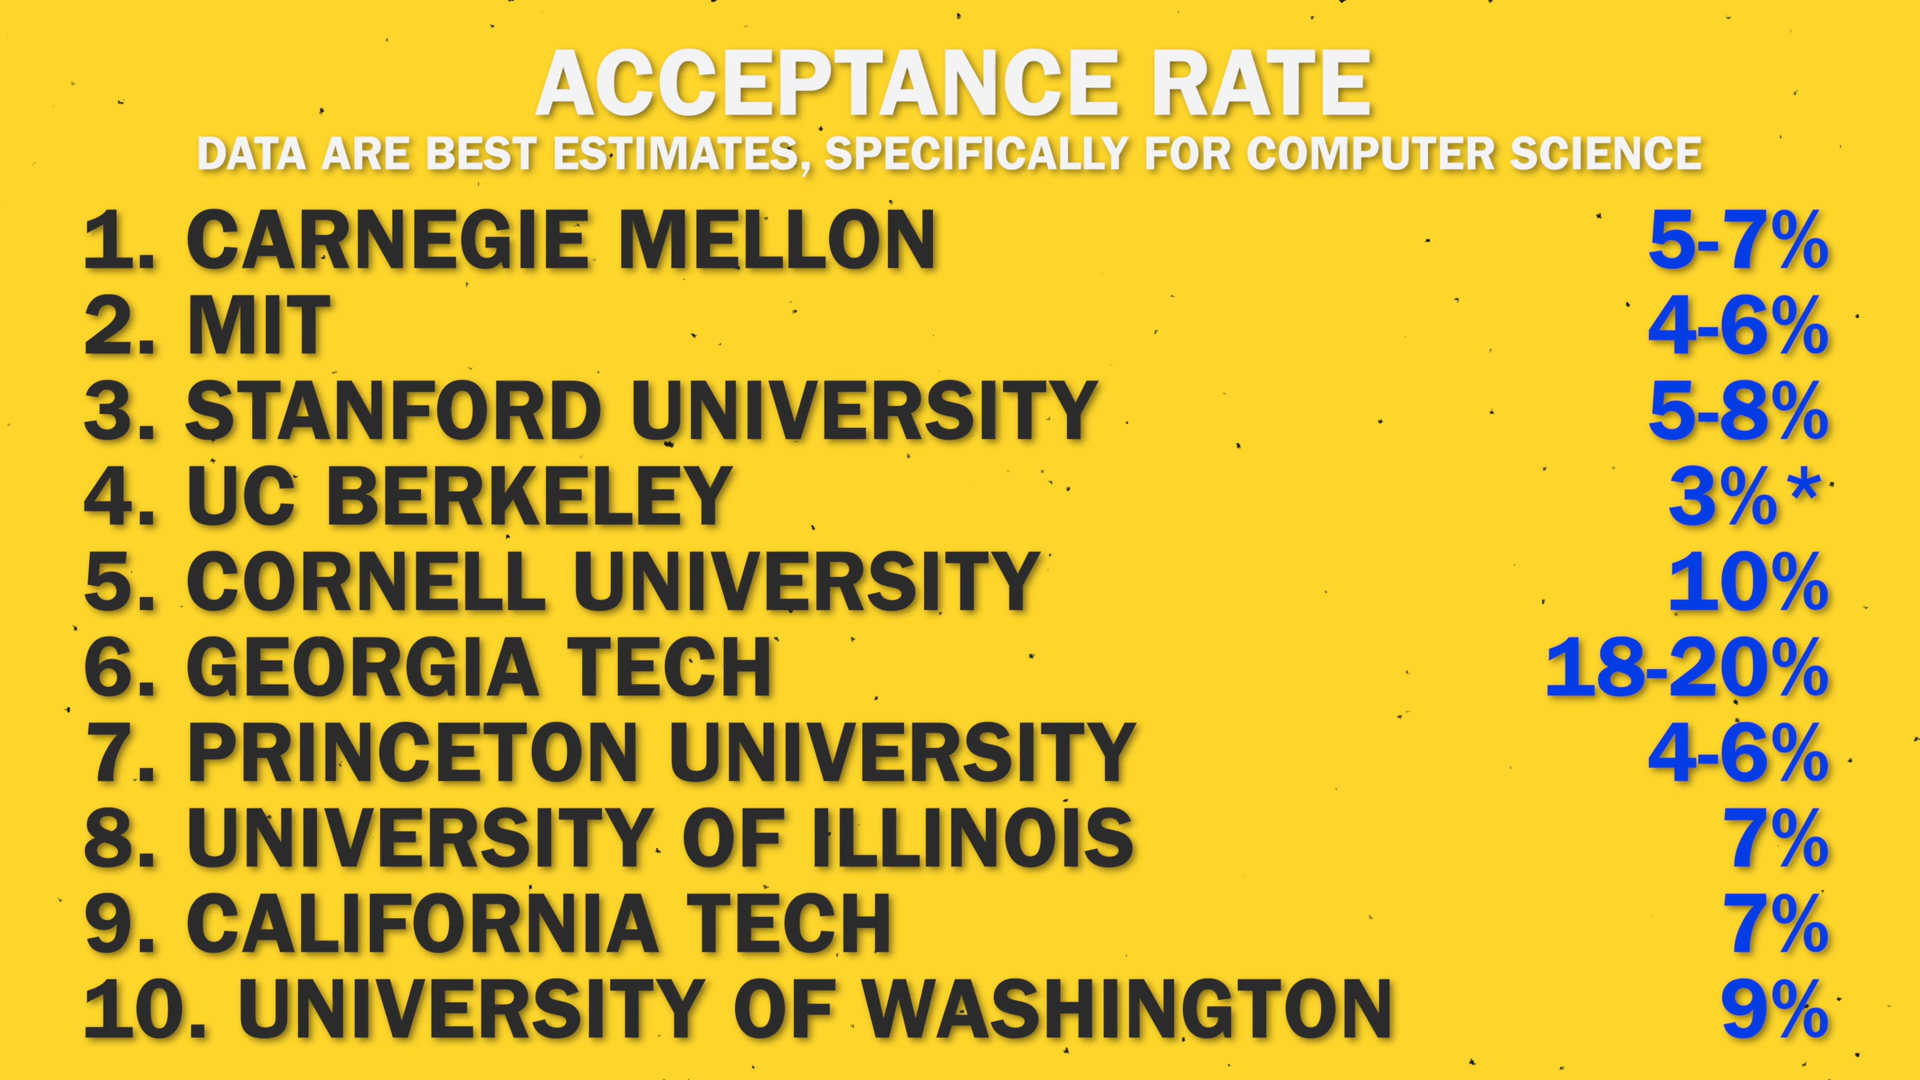 ACCEPTANCE RATE
DATA ARE BEST ESTIMATES, SPECIFICALLY FOR COMPUTER SCIENCE
1. CARNEGIE MELLON 5-7%
2. MIT 4-6%
3. STANFORD UNIVERSITY 5-8%
4. UC BERKELEY 3%*
5. CORNELL UNIVERSITY 10%
6. GEORGIA TECH 18-20%
7. PRINCETON UNIVERSITY 4-6%
8. UNIVERSITY OF ILLINOIS 7%
9. CALIFORNIA TECH 7%
10. UNIVERSITY OF WASHINGTON 9%